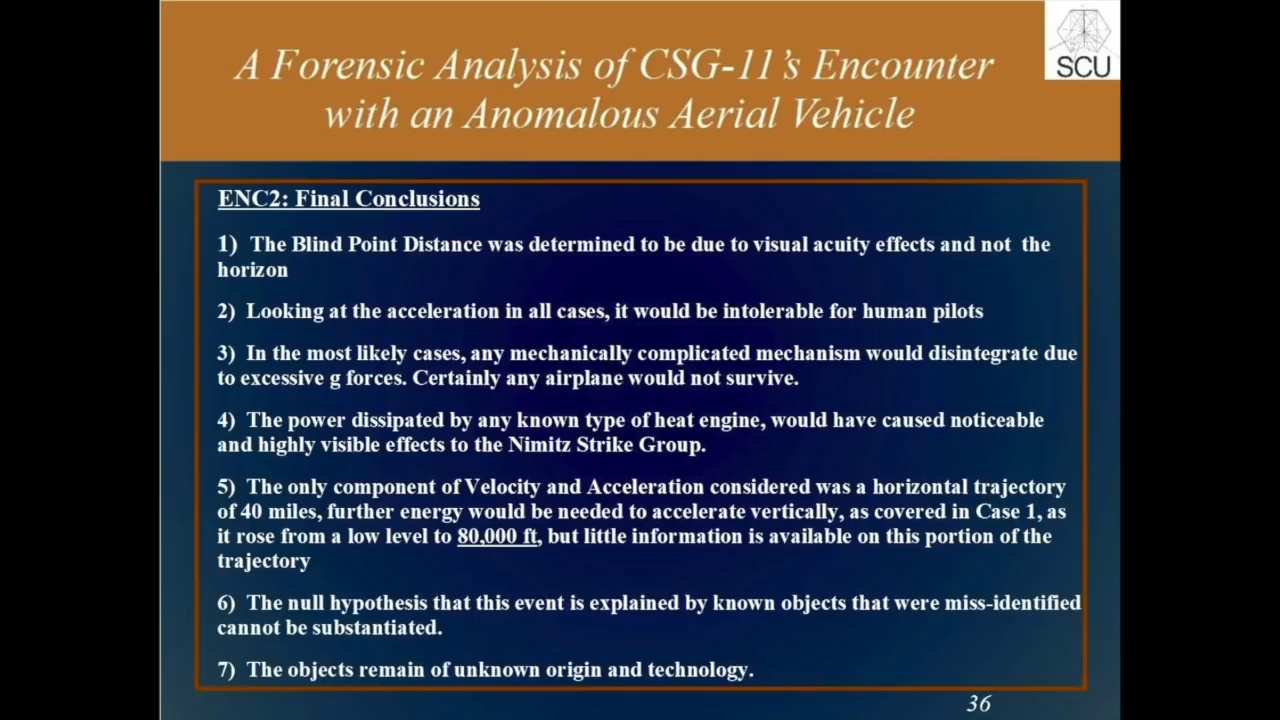 A Forensic Analysis of CSG-11's Encounter
with an Anomalous Aerial Vehicle
SCU
ENC2: Final Conclusions
1) The Blind Point Distance was determined to be due to visual acuity effects and not the
horizon
2) Looking at the acceleration in all cases, it would be intolerable for human pilots
3) In the most likely cases, any mechanically complicated mechanism would disintegrate due
to excessive g forces. Certainly any airplane would not survive.
4) The power dissipated by any known type of heat engine, would have caused noticeable
and highly visible effects to the Nimitz Strike Group.
5) The only component of Velocity and Acceleration considered was a horizontal trajectory
of 40 miles, further energy would be needed to accelerate vertically, as covered in Case 1, as
it rose from a low level to 80,000 ft, but little information is available on this portion of the
trajectory
6) The null hypothesis that this event is explained by known objects that were miss-identified
cannot be substantiated.
7) The objects remain of unknown origin and technology.
36